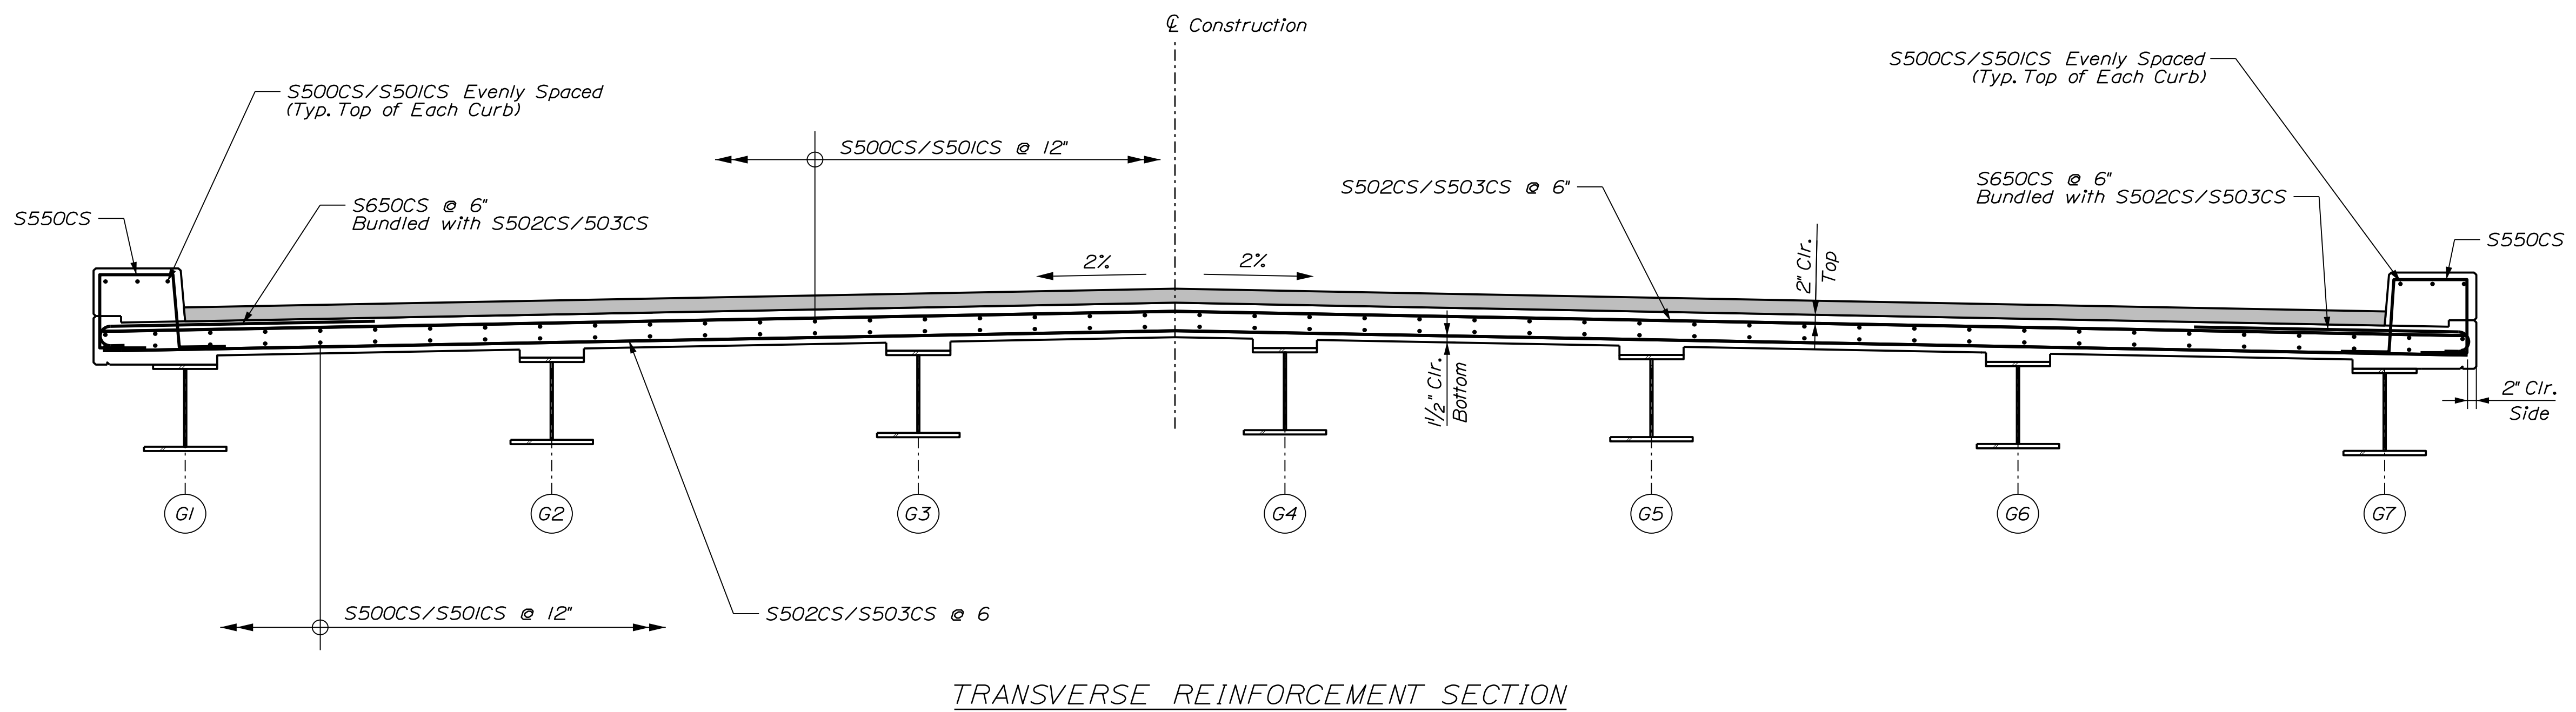 ℄ Construction
S500CS/S501CS Evenly Spaced
(Typ. Top of Each Curb)
S500CS/S501CS Evenly Spaced
(Typ. Top of Each Curb)
S500CS/S501CS @ 12"
S502CS/S503CS @ 6"
S650CS @ 6"
Bundled with S502CS/S503CS
S650CS @ 6"
Bundled with S502CS/503CS
S550CS
S550CS
2%
2%
2" Clr.
Top
1½" Clr.
Bottom
2" Clr.
Side
G1
G2
G3
G4
G5
G6
G7
S500CS/S501CS @ 12"
S502CS/S503CS @ 6
TRANSVERSE REINFORCEMENT SECTION